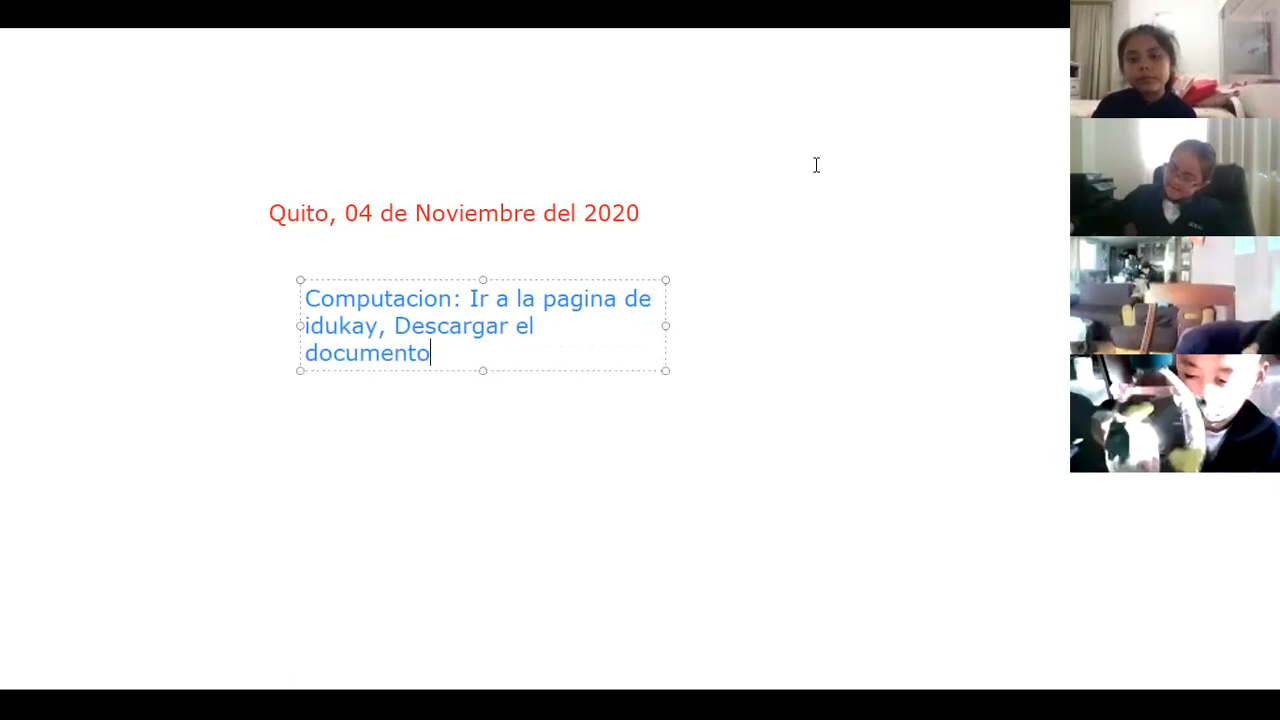 Quito, 04 de Noviembre del 2020
Computacion: Ir a la pagina de
idukay, Descargar el
documento